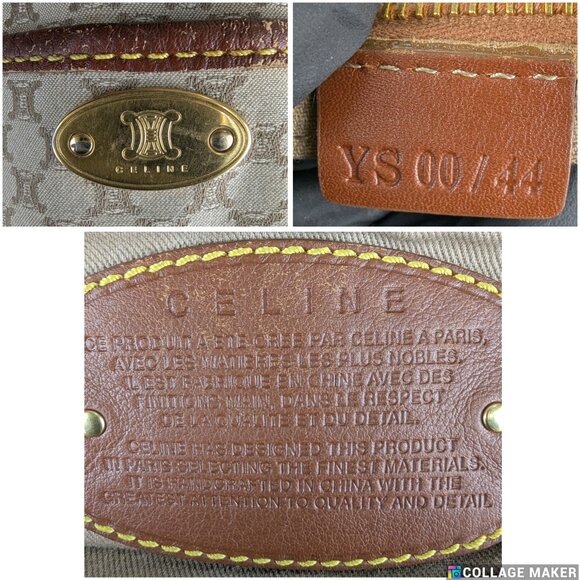 CELINE
YS 00/44
CELINE
CE PRODUIT A ETE CREE PAR CELINE A PARIS,
AVEC LES MATIERES LES PLUS NOBLES.
IL EST FABRIQUE EN CHINE AVEC DES
FINITIONS MAIN, DANS LE RESPECT
DE LA QUALITE ET DU DETAIL.
CELINE HAS DESIGNED THIS PRODUCT
IN PARIS SELECTING THE FINEST MATERIALS.
IT IS HANDCRAFTED IN CHINA WITH THE
GREATEST ATTENTION TO QUALITY AND DETAIL
COLLAGE MAKER